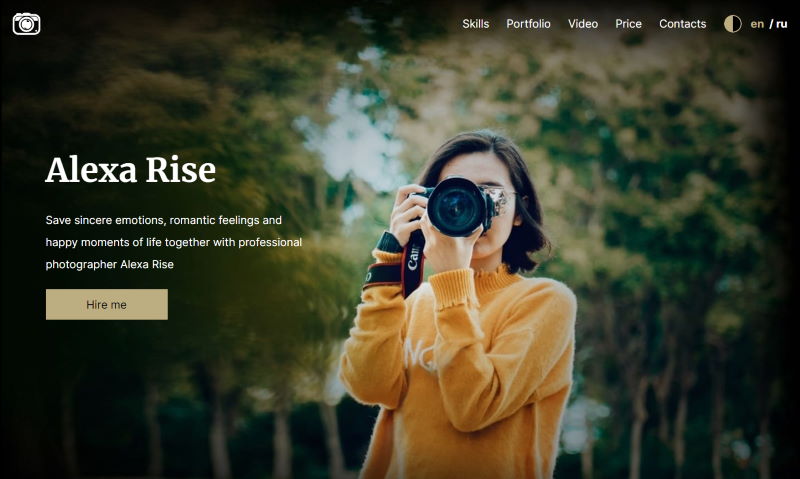 Skills Portfolio Video Price Contacts en / ru
Alexa Rise
Save sincere emotions, romantic feelings and
happy moments of life together with professional
photographer Alexa Rise
Hire me